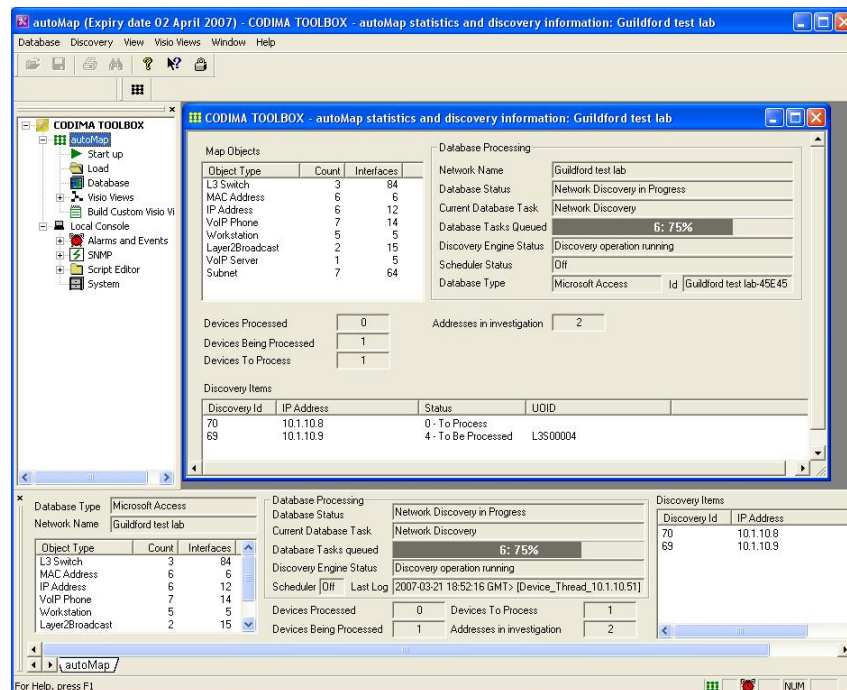 autoMap (Expiry date 02 April 2007) - CODIMA TOOLBOX - autoMap statistics and discovery information: Guildford test lab
Database Discovery View Visio Views Window Help
CODIMA TOOLBOX
autoMap
Start up
Load
Database
Visio Views
Build Custom Visio Vi
Local Console
Alarms and Events
SNMP
Script Editor
System
CODIMA TOOLBOX - autoMap statistics and discovery information: Guildford test lab
Map Objects
Object Type Count Interfaces
L3 Switch 3 84
MAC Address 6 6
IP Address 6 12
VoIP Phone 7 14
Workstation 5 5
Layer2Broadcast 2 15
VoIP Server 1 5
Subnet 7 64
Database Processing
Network Name Guildford test lab
Database Status Network Discovery in Progress
Current Database Task Network Discovery
Database Tasks Queued 6: 75%
Discovery Engine Status Discovery operation running
Scheduler Status Off
Database Type Microsoft Access Id Guildford test lab-45E45
Devices Processed 0 Addresses in investigation 2
Devices Being Processed 1
Devices To Process 1
Discovery Items
Discovery Id IP Address Status UOID
70 10.1.10.8 0 - To Process
69 10.1.10.9 4 - To Be Processed L3S00004
Database Type Microsoft Access
Network Name Guildford test lab
Object Type Count Interfaces
L3 Switch 3 84
MAC Address 6 6
IP Address 6 12
VoIP Phone 7 14
Workstation 5 5
Layer2Broadcast 2 15
Database Processing
Database Status Network Discovery in Progress
Current Database Task Network Discovery
Database Tasks queued 6: 75%
Discovery Engine Status Discovery operation running
Scheduler Off Last Log 2007-03-21 18:52:16 GMT> [Device_Thread_10.1.10.51]
Devices Processed 0 Devices To Process 1
Devices Being Processed 1 Addresses in investigation 2
Discovery Items
Discovery Id IP Address
70 10.1.10.8
69 10.1.10.9
autoMap
For Help, press F1
NUM